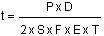 t = P x D
2 x S x F x E x T